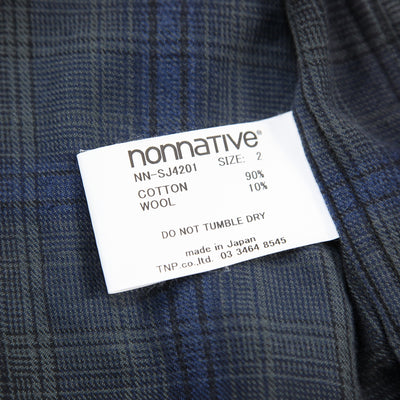 nonnative®
NN-SJ4201 SIZE: 2
COTTON 90%
WOOL 10%
DO NOT TUMBLE DRY
made in Japan
TNP.co.,ltd. 03 3464 8545